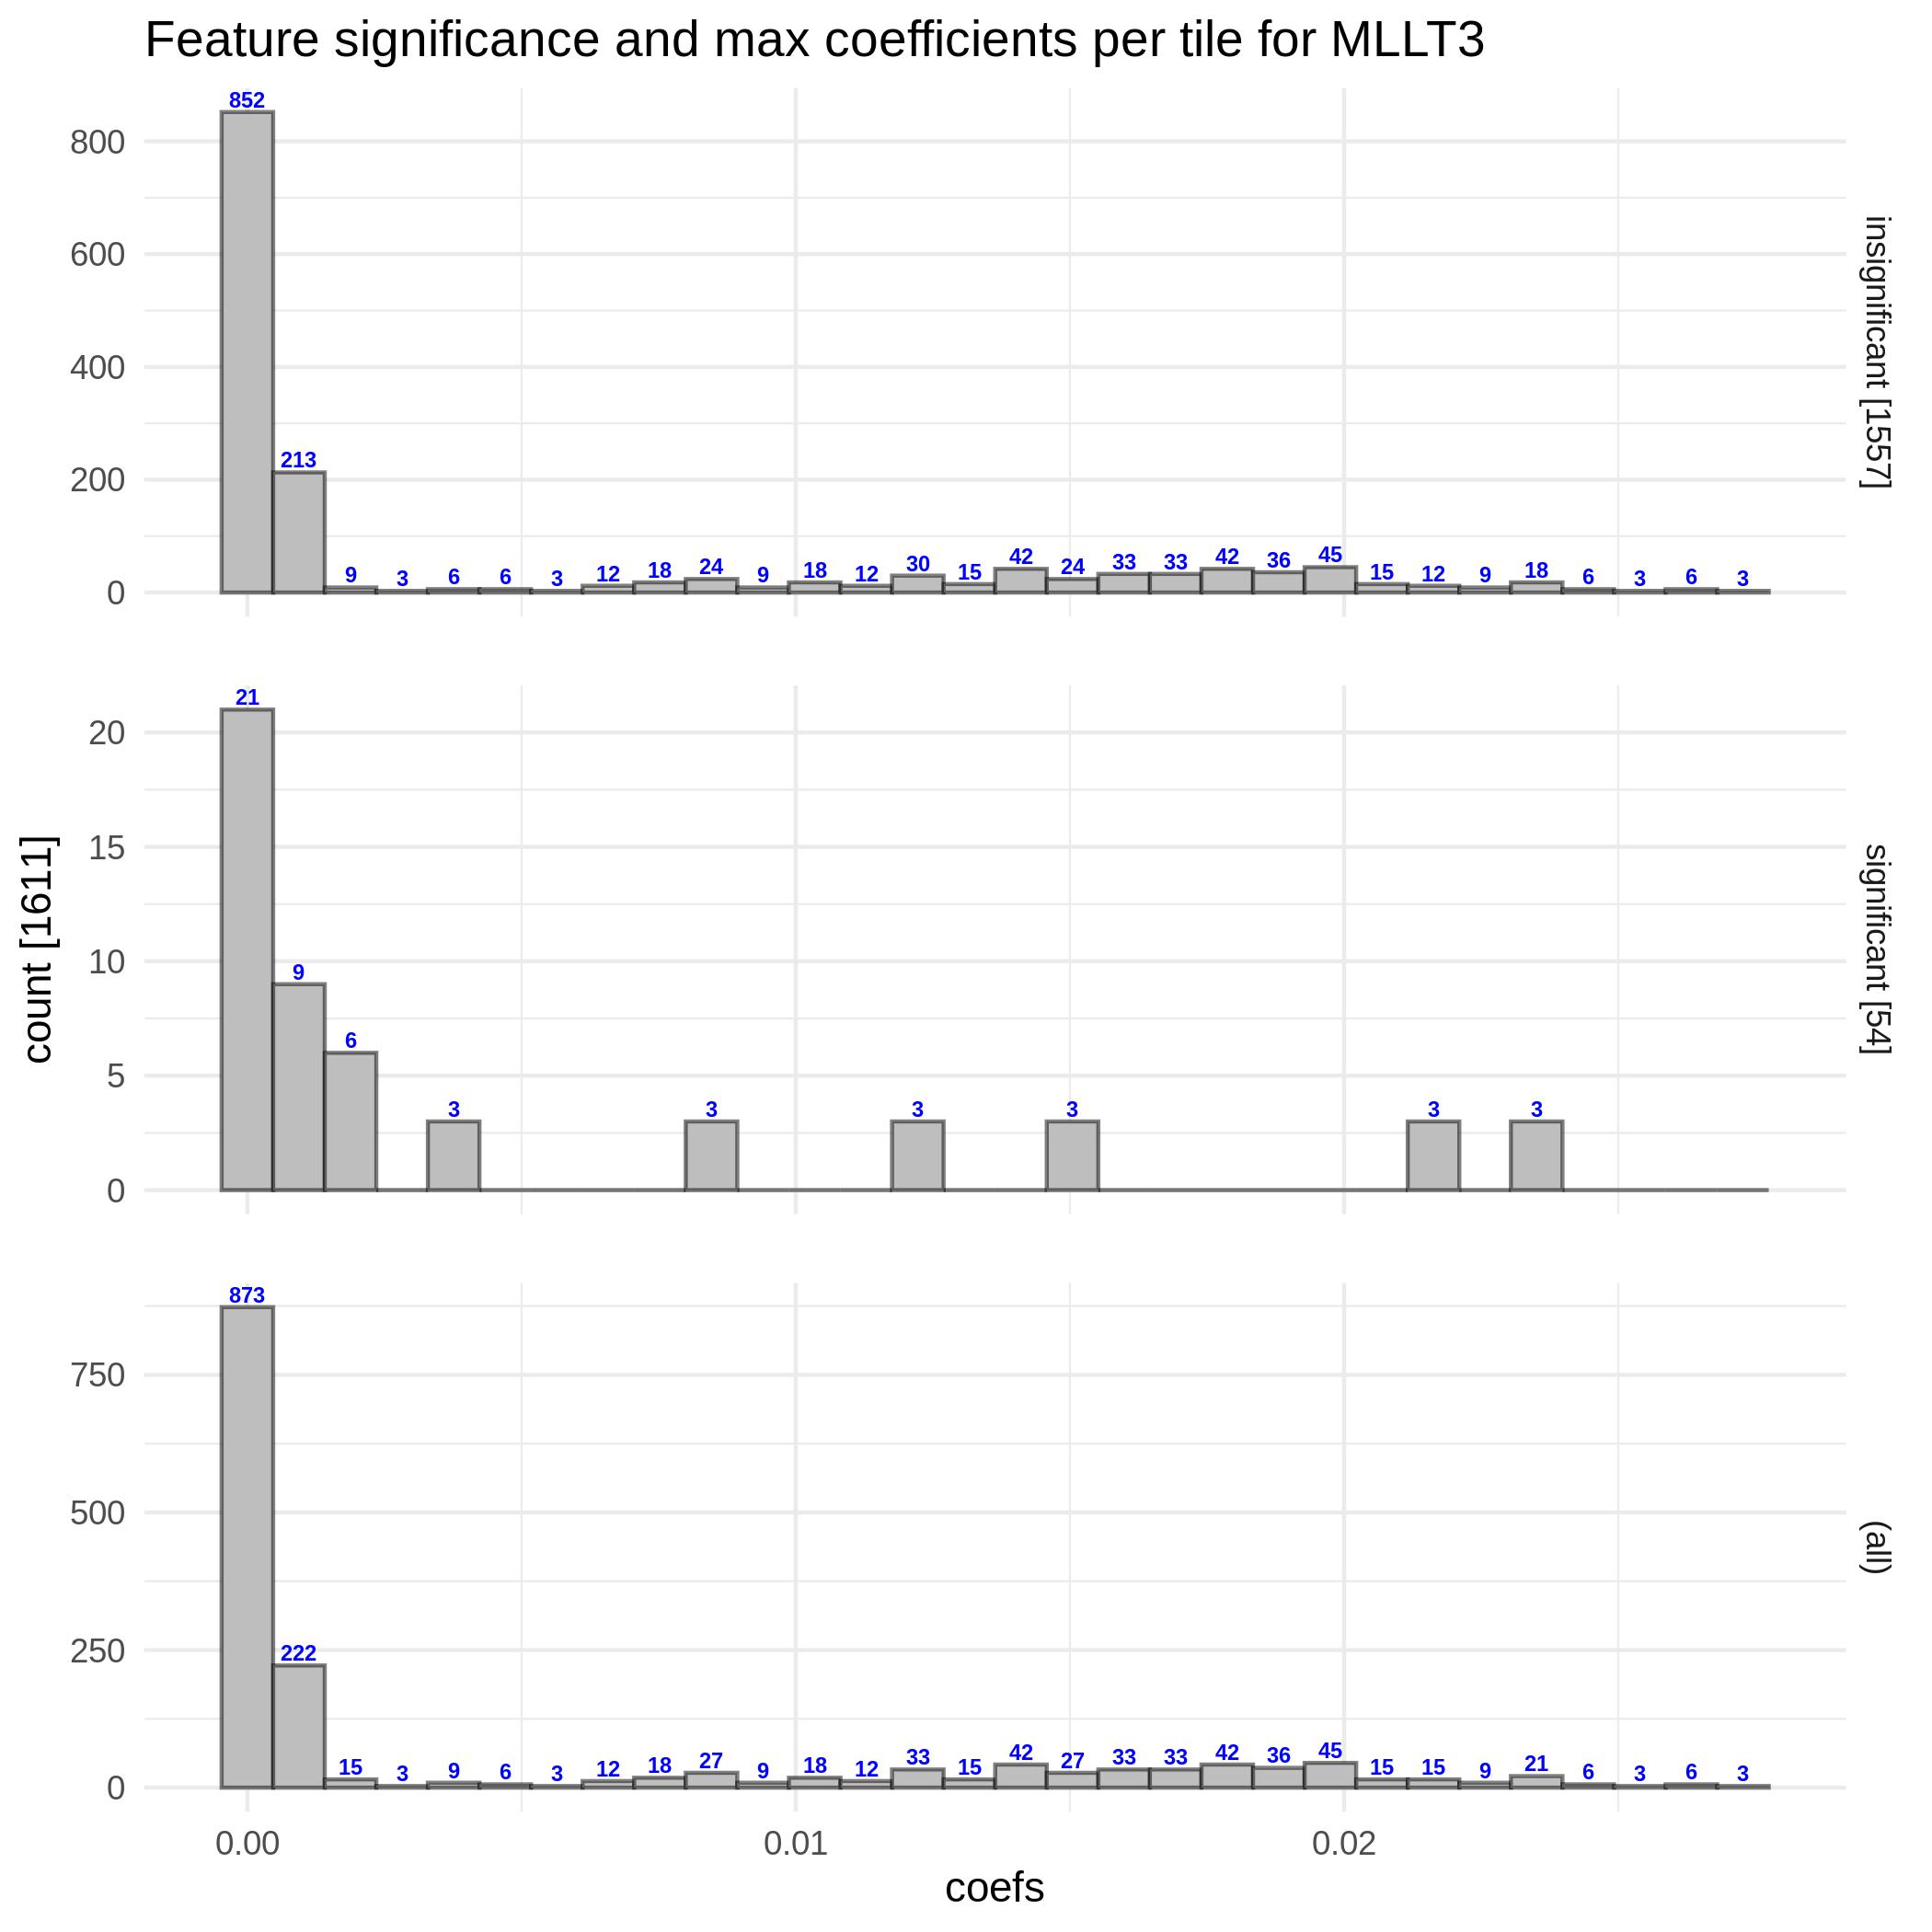 Feature significance and max coefficients per tile for MLLT3
852
800
600
400
213
200
9 3 6 6 3 12 18 24 9 18 12 30 15 42 24 33 33 42 36 45 15 12 9 18 6 3 6 3
0
insignificant [1557]
count [1611]
21
20
15
10
9
6
5
3 3 3 3 3 3
0
significant [54]
873
750
500
250
222
15 3 9 6 3 12 18 27 9 18 12 33 15 42 27 33 33 42 36 45 15 15 9 21 6 3 6 3
0
(all)
0.00 0.01 0.02
coefs